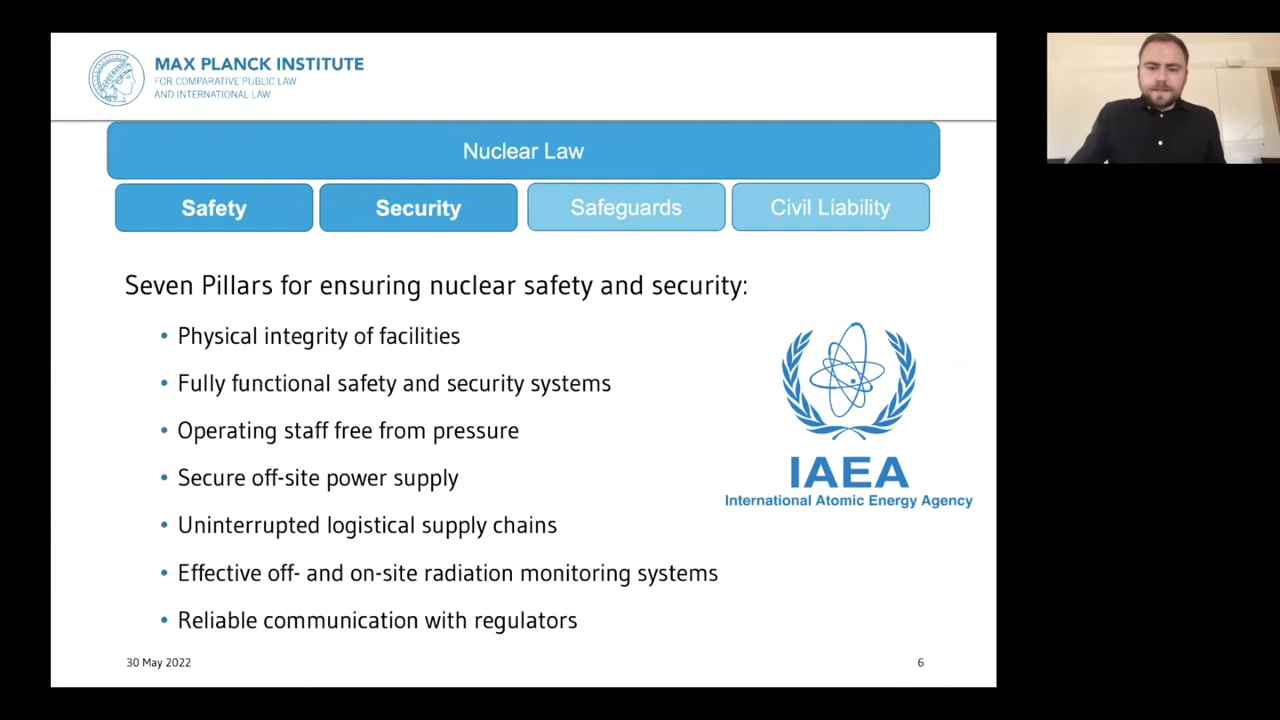 MAX PLANCK INSTITUTE
FOR COMPARATIVE PUBLIC LAW
AND INTERNATIONAL LAW
Nuclear Law
Safety
Security
Safeguards
Civil Liability
Seven Pillars for ensuring nuclear safety and security:
• Physical integrity of facilities
• Fully functional safety and security systems
• Operating staff free from pressure
• Secure off-site power supply
• Uninterrupted logistical supply chains
• Effective off- and on-site radiation monitoring systems
• Reliable communication with regulators
IAEA
International Atomic Energy Agency
30 May 2022
6